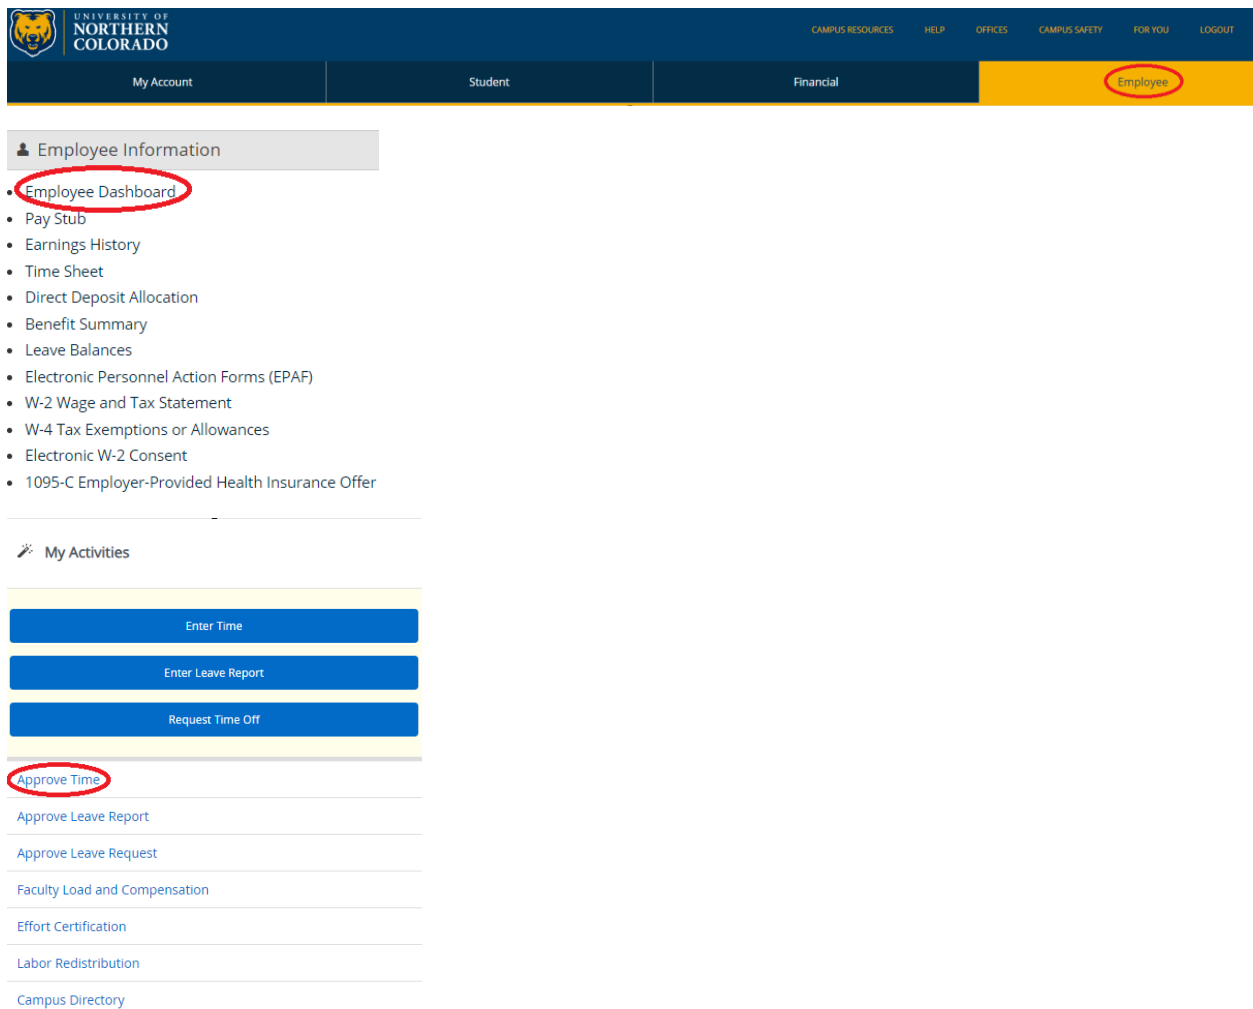 UNIVERSITY OF
NORTHERN
COLORADO
CAMPUS RESOURCES HELP OFFICES CAMPUS SAFETY FOR YOU LOGOUT
My Account Student Financial Employee
Employee Information
Employee Dashboard
Pay Stub
Earnings History
Time Sheet
Direct Deposit Allocation
Benefit Summary
Leave Balances
Electronic Personnel Action Forms (EPAF)
W-2 Wage and Tax Statement
W-4 Tax Exemptions or Allowances
Electronic W-2 Consent
1095-C Employer-Provided Health Insurance Offer
My Activities
Enter Time
Enter Leave Report
Request Time Off
Approve Time
Approve Leave Report
Approve Leave Request
Faculty Load and Compensation
Effort Certification
Labor Redistribution
Campus Directory